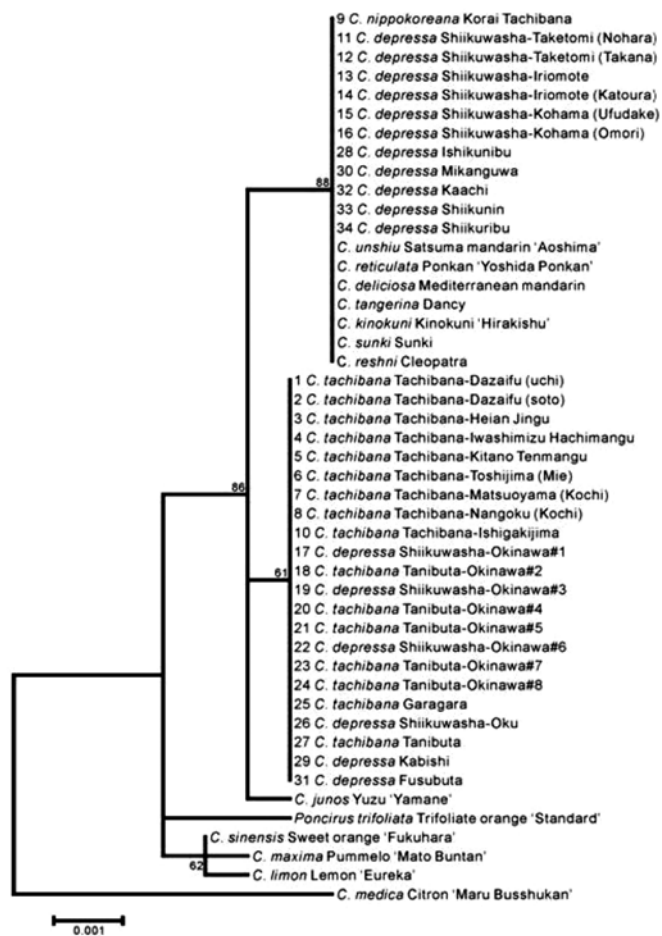 9 C. nippokoreana Korai Tachibana
11 C. depressa Shiikuwasha-Taketomi (Nohara)
12 C. depressa Shiikuwasha-Taketomi (Takana)
13 C. depressa Shiikuwasha-Iriomote
14 C. depressa Shiikuwasha-Iriomote (Katoura)
15 C. depressa Shiikuwasha-Kohama (Ufudake)
16 C. depressa Shiikuwasha-Kohama (Omori)
28 C. depressa Ishikunibu
88
30 C. depressa Mikanguwa
32 C. depressa Kaachi
33 C. depressa Shiikunin
34 C. depressa Shiikuribu
C. unshiu Satsuma mandarin 'Aoshima'
C. reticulata Ponkan 'Yoshida Ponkan'
C. deliciosa Mediterranean mandarin
C. tangerina Dancy
C. kinokuni Kinokuni 'Hirakishu'
C. sunki Sunki
C. reshni Cleopatra
1 C. tachibana Tachibana-Dazaifu (uchi)
2 C. tachibana Tachibana-Dazaifu (soto)
3 C. tachibana Tachibana-Heian Jingu
4 C. tachibana Tachibana-Iwashimizu Hachimangu
5 C. tachibana Tachibana-Kitano Tenmangu
6 C. tachibana Tachibana-Toshijima (Mie)
86
7 C. tachibana Tachibana-Matsuoyama (Kochi)
8 C. tachibana Tachibana-Nangoku (Kochi)
10 C. tachibana Tachibana-Ishigakijima
17 C. depressa Shiikuwasha-Okinawa#1
61
18 C. tachibana Tanibuta-Okinawa#2
19 C. depressa Shiikuwasha-Okinawa#3
20 C. tachibana Tanibuta-Okinawa#4
21 C. tachibana Tanibuta-Okinawa#5
22 C. depressa Shiikuwasha-Okinawa#6
23 C. tachibana Tanibuta-Okinawa#7
24 C. tachibana Tanibuta-Okinawa#8
25 C. tachibana Garagara
26 C. depressa Shiikuwasha-Oku
27 C. tachibana Tanibuta
29 C. depressa Kabishi
31 C. depressa Fusubuta
C. junos Yuzu 'Yamane'
Poncirus trifoliata Trifoliate orange 'Standard'
C. sinensis Sweet orange 'Fukuhara'
C. maxima Pummelo 'Mato Buntan'
62
C. limon Lemon 'Eureka'
C. medica Citron 'Maru Busshukan'
0.001